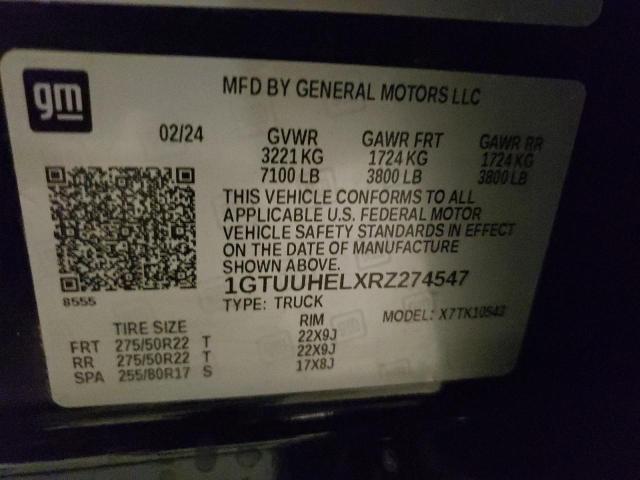 gm
MFD BY GENERAL MOTORS LLC
02/24
GVWR GAWR FRT GAWR RR
3221 KG 1724 KG 1724 KG
7100 LB 3800 LB 3800 LB
THIS VEHICLE CONFORMS TO ALL
APPLICABLE U.S. FEDERAL MOTOR
VEHICLE SAFETY STANDARDS IN EFFECT
ON THE DATE OF MANUFACTURE
SHOWN ABOVE.
1GTUUHELXRZ274547
8555
TYPE: TRUCK
TIRE SIZE RIM MODEL: X7TK10543
FRT 275/50R22 T 22X9J
RR 275/50R22 T 22X9J
SPA 255/80R17 S 17X8J